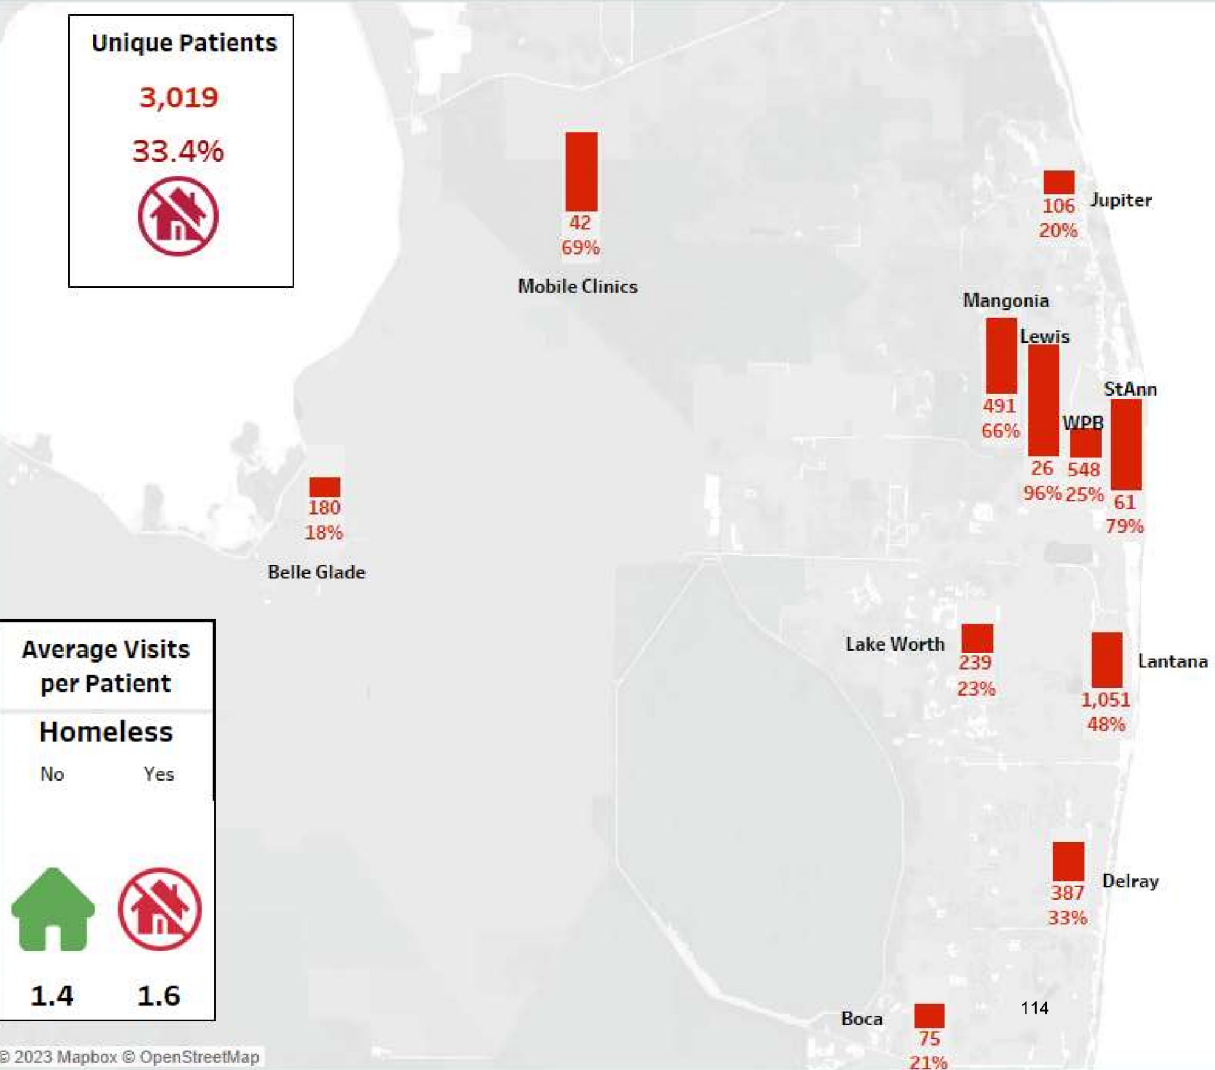 Unique Patients
3,019
33.4%
42
69%
Mobile Clinics
106
20%
Jupiter
Mangonia
491
66%
Lewis
26
96%
WPB
548
25%
StAnn
61
79%
180
18%
Belle Glade
Average Visits
per Patient
Homeless
No Yes
1.4 1.6
Lake Worth
239
23%
Lantana
1,051
48%
Delray
387
33%
114
Boca
75
21%
© 2023 Mapbox © OpenStreetMap